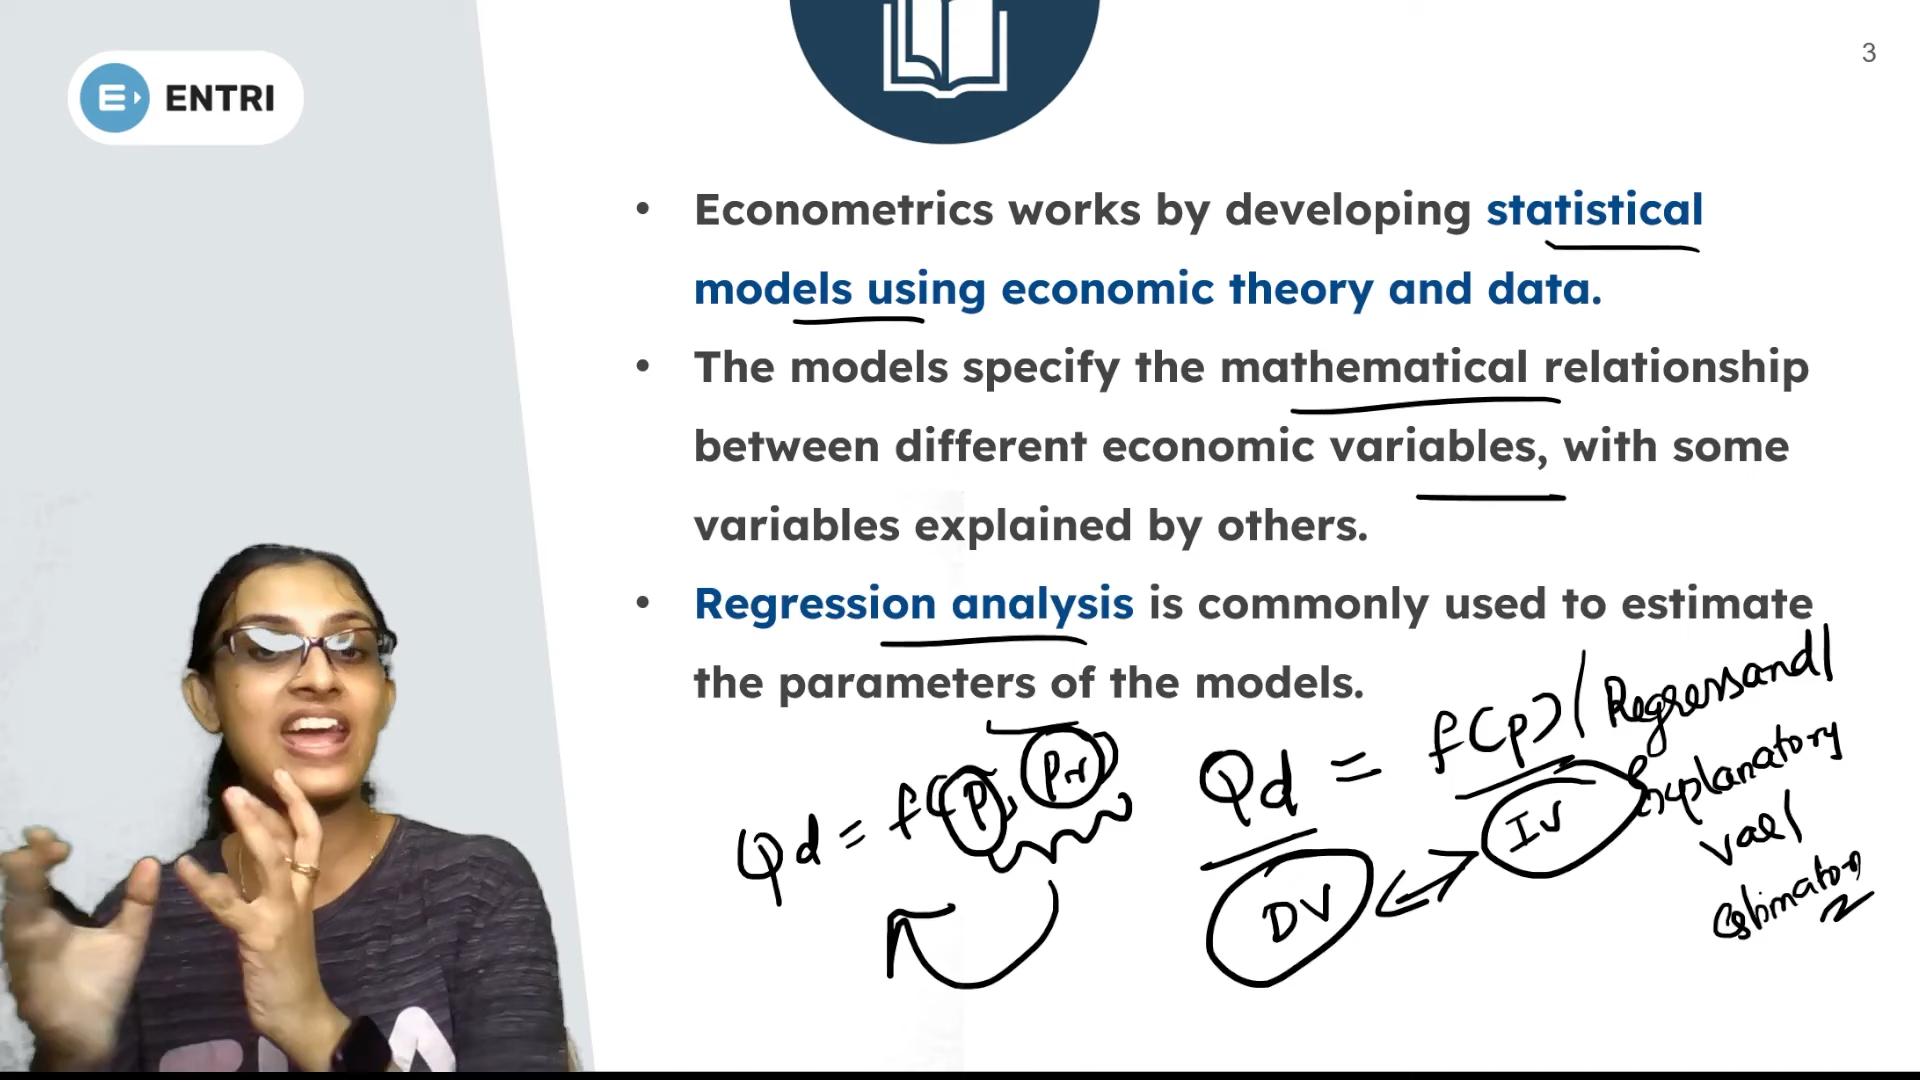 3
ENTRI
Econometrics works by developing statistical
models using economic theory and data.
The models specify the mathematical relationship
between different economic variables, with some
variables explained by others.
Regression analysis is commonly used to estimate
the parameters of the models.
Qd = f(P, Pr)
Qd = f(P) / Regressand /
Explanatory
var /
estimator
IV
DV